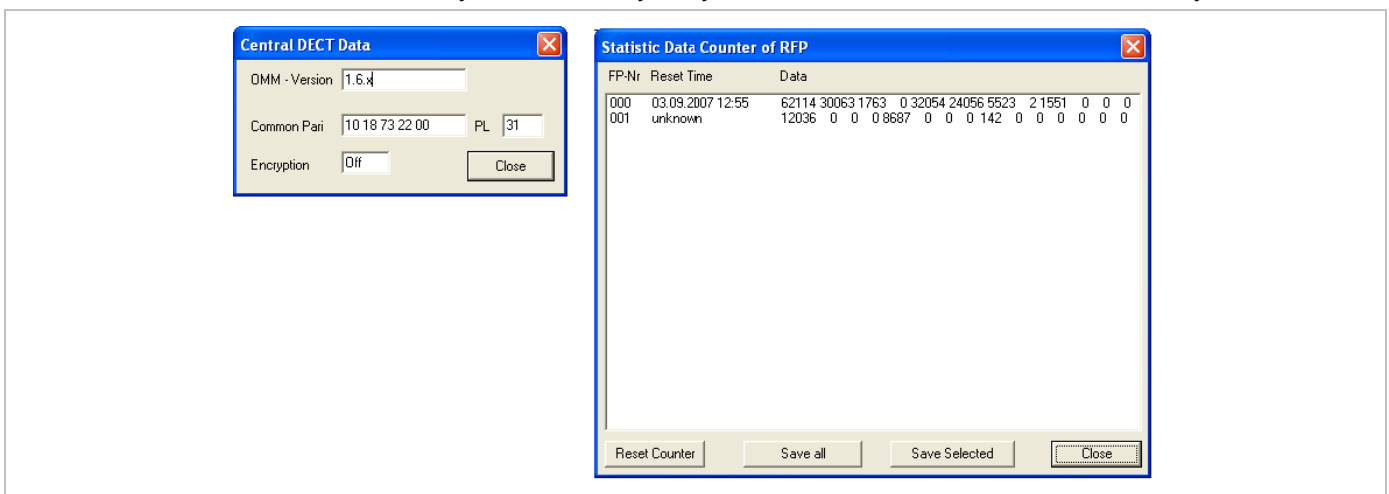 Central DECT Data
OMM - Version 1.6.x
Common Pari 10 18 73 22 00 PL 31
Encryption Off Close
Statistic Data Counter of RFP
FP-Nr Reset Time Data
000 03.09.2007 12:55 62114 30063 1763 0 32054 24056 5523 2 1551 0 0 0
001 unknown 12036 0 0 0 8687 0 0 0 142 0 0 0 0 0
Reset Counter Save all Save Selected Close